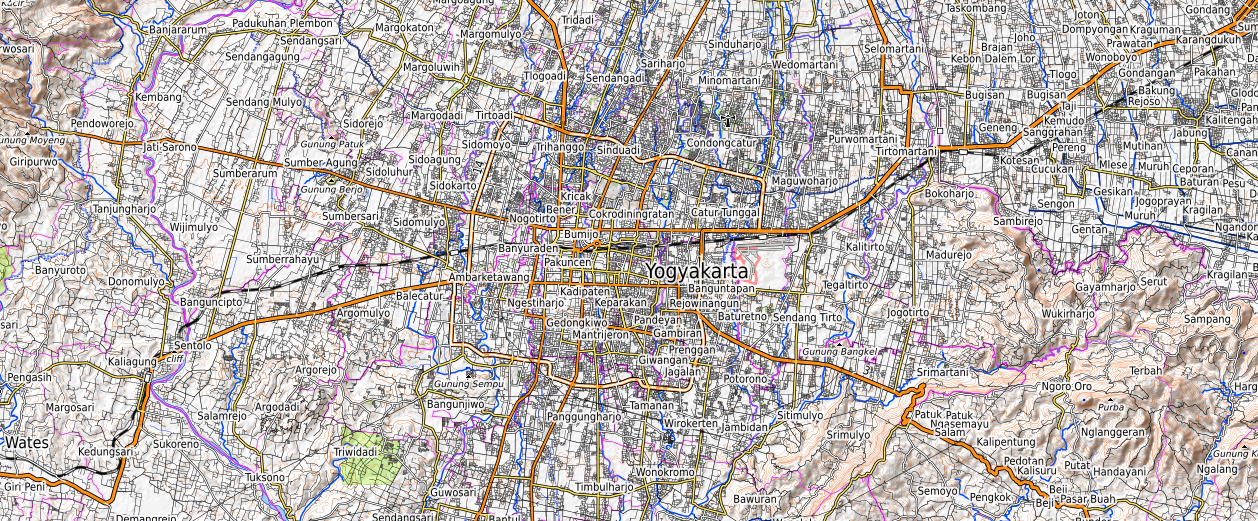 Margoagung
Taskombang
Gondang
Tridadi
Joton
Padukuhan Plembon
Banjararum
Margokaton
Dompyongan
Kraguman
Margomulyo
Sendangsari
Sinduharjo
Joho
Prawatan
Karangdukuh
Selomartani
Brajan
Sendangagung
Sariharjo
Kebon Dalem Lor
Wonoboyo
Margoluwih
Wedomartani
Tlogoadi
Sendangadi
Minomartani
Tlogo
Gondangan
Pakahan
Kembang
Sendang Mulyo
Bugisan
Bugisan
Bakung
Rejoso
Taji
Margodadi
Tirtoadi
Kemudo
Kalitengah
Pendoworejo
Sidorejo
Geneng
Sanggrahan
Jabung
Gunung Patuk
Sidomoyo
Trihanggo
Sinduadi
Condongcatur
Purwomartani
Tirtomartani
Jati-Sarono
Pereng
Mutihan
Giripurwo
Sumber-Agung
Sidoagung
Kotesan
Cucukan
Mlese
Muruh
Ceporan
Sumberarum
Sidoluhur
Baturan
Gunung Berjo
Sidokarto
Maguwoharjo
Bokoharjo
Gesikan
Jogoprayan
Kricak
Sengon
Tanjungharjo
Sumbersari
Sidomulyo
Nogotirto
Bener
Cokrodiningratan
Catur Tunggal
Sambirejo
Muruh
Kragilan
Wijimulyo
Bumijo
Gentan
Sumberrahayu
Banyuraden
Kalitirto
Madurejo
Banyuroto
Pakuncen
Yogyakarta
Donomulyo
Ambarketawang
Tegaltirto
Gayamharjo
Serut
Kragilan
Banguncipto
Balecatur
Kadipaten
Banguntapan
Ngestiharjo
Keparakan
Rejowinangun
Argomulyo
Jogotirto
Wukirharjo
Sampang
Gedongkiwo
Pandeyan
Baturetno
Sendang Tirto
Mantrijeron
Gambiran
Sentolo
Prenggan
Gunung Bangkel
Kaliagung
cliff
Giwangan
Jagalan
Srimartani
Terbah
Pengasih
Argorejo
Gunung Sempu
Potorono
Ngoro Oro
Margosari
Argodadi
Bangunjiwo
Tamanan
Purba
Salamrejo
Panggungharjo
Wirokerten
Jambidan
Sitimulyo
Patuk
Patuk
Ngasemayu
Salam
Srimulyo
Nglanggeran
Wates
Sukoreno
Kalipentung
Kedungsari
Triwidadi
Pedotan
Kalisuru
Putat
Handayani
Ngalang
Tuksono
Wonokromo
Giri Peni
Guwosari
Timbulharjo
Bawuran
Semoyo
Pengkok
Beji
Beji
Pasar Buah
Demangrejo
Sendangsari
Bantul